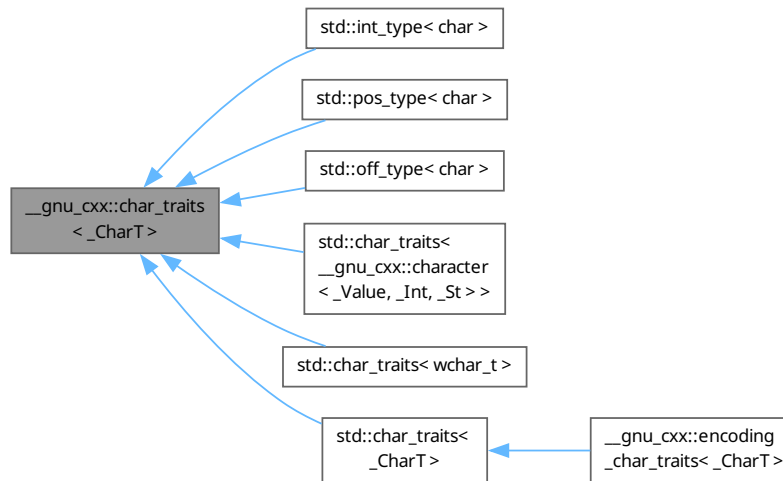 std::int_type< char >
std::pos_type< char >
std::off_type< char >
__gnu_cxx::char_traits
< _CharT >
std::char_traits<
__gnu_cxx::character
< _Value, _Int, _St > >
std::char_traits< wchar_t >
std::char_traits<
_CharT >
__gnu_cxx::encoding
_char_traits< _CharT >